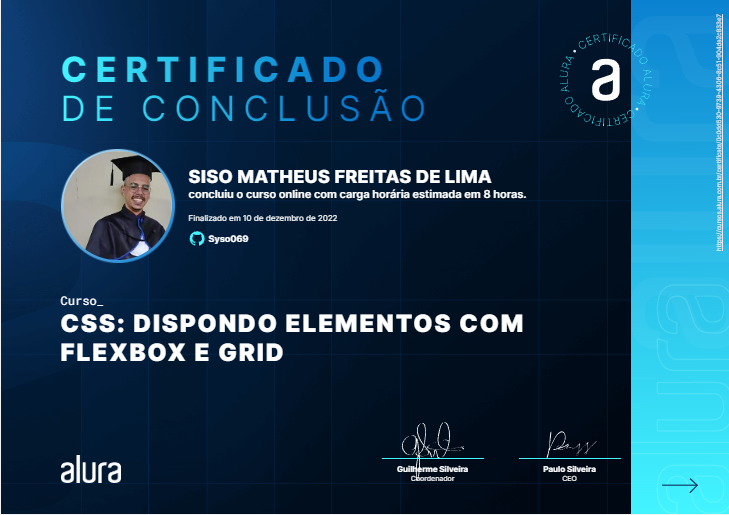 CERTIFICADO
DE CONCLUSÃO
CERTIFICADO ALURA • CERTIFICADO ALURA •
a
SISO MATHEUS FREITAS DE LIMA
concluiu o curso online com carga horária estimada em 8 horas.
Finalizado em 10 de dezembro de 2022
Syso069
Curso_
CSS: DISPONDO ELEMENTOS COM
FLEXBOX E GRID
alura
Guilherme Silveira
Coordenador
Paulo Silveira
CEO
alura